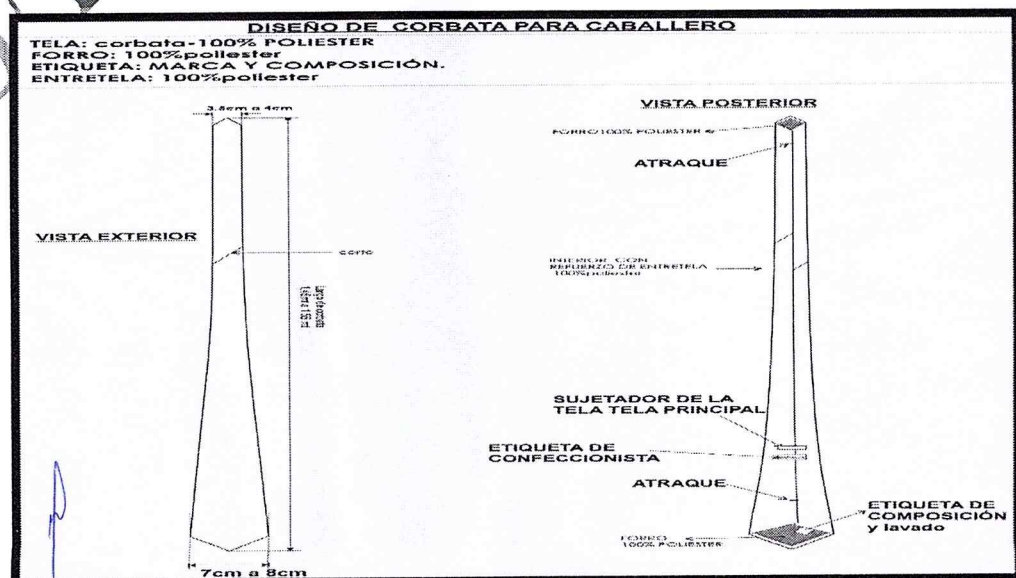 DISEÑO DE CORBATA PARA CABALLERO
TELA: corbata-100% POLIESTER
FORRO: 100%poliester
ETIQUETA: MARCA Y COMPOSICIÓN.
ENTRETELA: 100%poliester
3.5cm a 4cm
VISTA EXTERIOR
corte
7cm a 8cm
VISTA POSTERIOR
FORRO 100% POLIESTER
ATRAQUE
INTERIOR CON
REFUERZO DE ENTRETELA
100%poliester
SUJETADOR DE LA
TELA TELA PRINCIPAL
ETIQUETA DE
CONFECCIONISTA
ATRAQUE
ETIQUETA DE
COMPOSICIÓN
y lavado
FORRO
100% POLIESTER